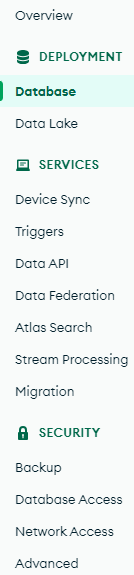 Overview
DEPLOYMENT
Database
Data Lake
SERVICES
Device Sync
Triggers
Data API
Data Federation
Atlas Search
Stream Processing
Migration
SECURITY
Backup
Database Access
Network Access
Advanced